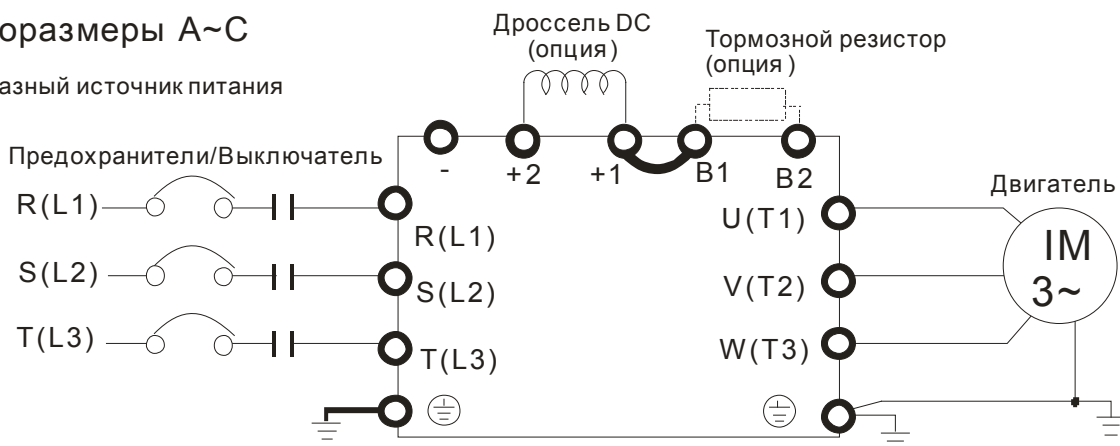 оразмеры A~C
азный источник питания
Дроссель DC
(опция)
Тормозной резистор
(опция)
Предохранители/Выключатель
- +2 +1 B1 B2
Двигатель
R(L1)
R(L1)
U(T1)
IM
3~
S(L2)
S(L2)
V(T2)
T(L3)
T(L3)
W(T3)